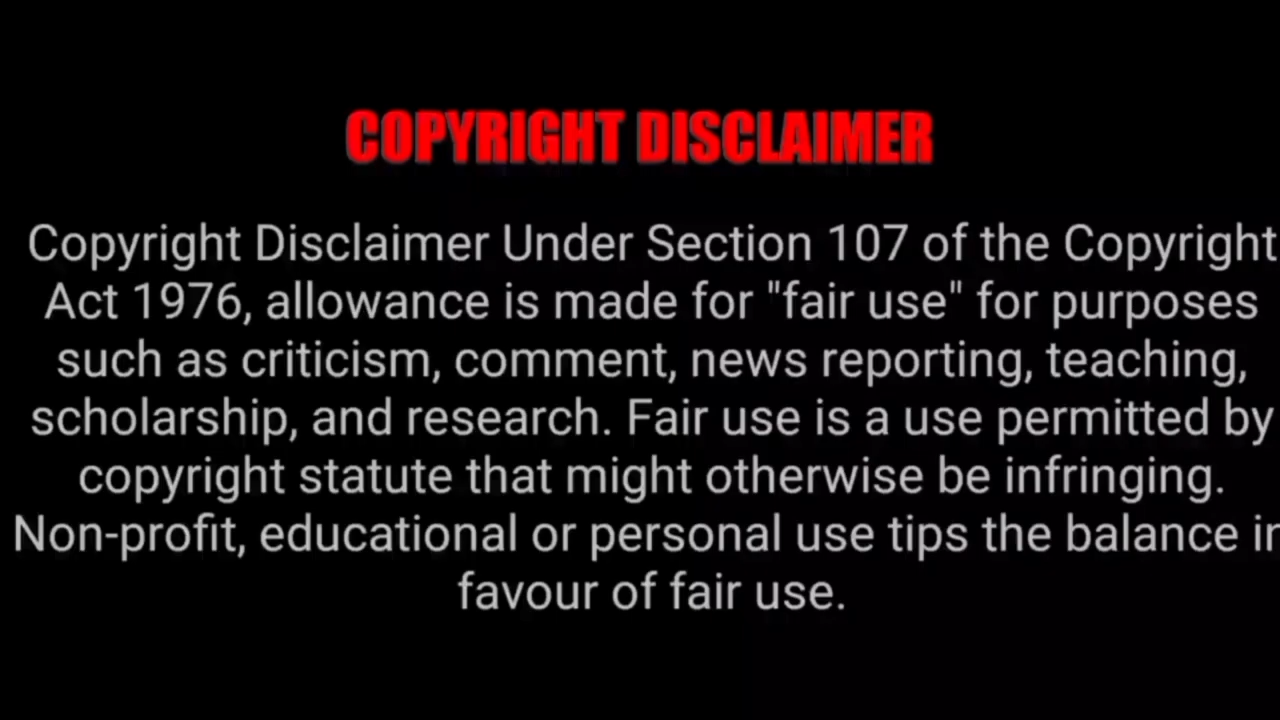 COPYRIGHT DISCLAIMER
Copyright Disclaimer Under Section 107 of the Copyright
Act 1976, allowance is made for "fair use" for purposes
such as criticism, comment, news reporting, teaching,
scholarship, and research. Fair use is a use permitted by
copyright statute that might otherwise be infringing.
Non-profit, educational or personal use tips the balance in
favour of fair use.